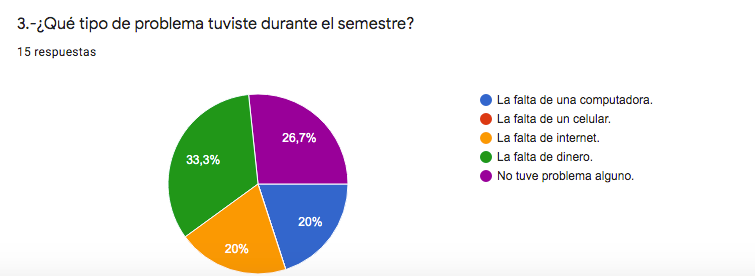 3.-¿Qué tipo de problema tuviste durante el semestre?
15 respuestas
26,7%
33,3%
20%
20%
La falta de una computadora.
La falta de un celular.
La falta de internet.
La falta de dinero.
No tuve problema alguno.